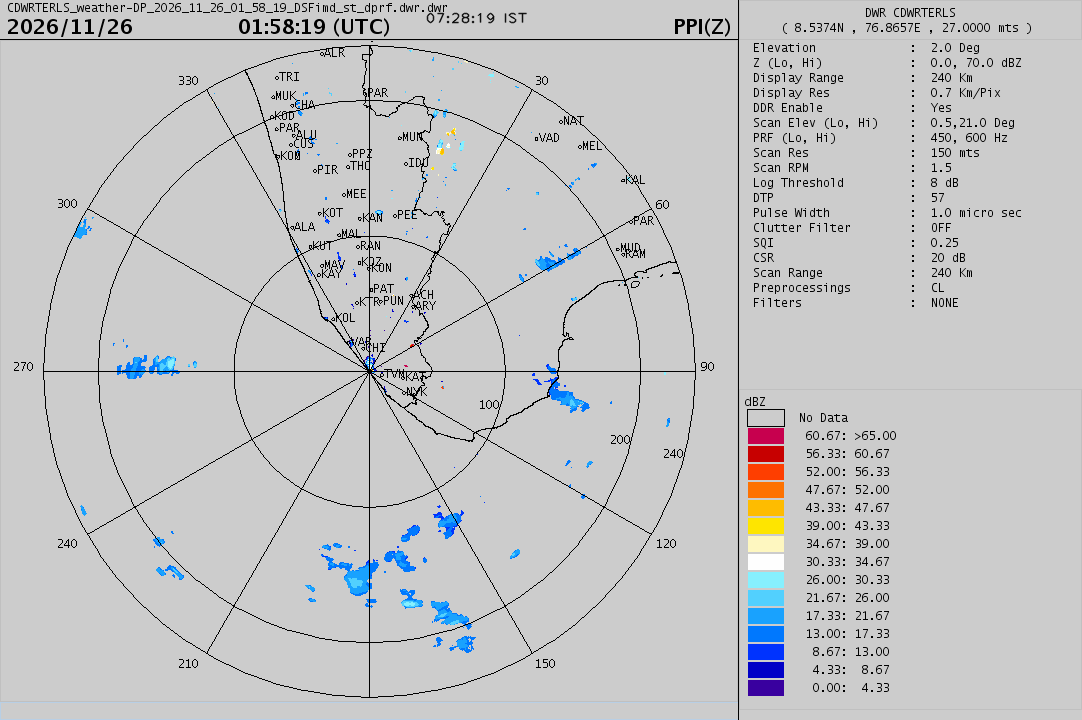 CDWRTERLS_weather-DP_2026_11_26_01_58_19_DSFimd_st_dprf.dwr.dwr
07:28:19 IST
2026/11/26 01:58:19 (UTC) PPI(Z)
DWR CDWRTERLS
( 8.5374N , 76.8657E , 27.0000 mts )
Elevation : 2.0 Deg
Z (Lo, Hi) : 0.0, 70.0 dBZ
Display Range : 240 Km
Display Res : 0.7 Km/Pix
DDR Enable : Yes
Scan Elev (Lo, Hi) : 0.5,21.0 Deg
PRF (Lo, Hi) : 450, 600 Hz
Scan Res : 150 mts
Scan RPM : 1.5
Log Threshold : 8 dB
DTP : 57
Pulse Width : 1.0 micro sec
Clutter Filter : OFF
SQI : 0.25
CSR : 20 dB
Scan Range : 240 Km
Preprocessings : CL
Filters : NONE
ALR
TRI
330
30
MUK
PAR
CHA
KOD
NAT
PAR
ALU
MUN
VAD
CUS
MEL
KON
PPZ
THO
IDU
PIR
KAL
MEE
300
60
KOT
KAN
PEE
PAR
ALA
MAL
KUT
RAN
MUD
RAM
MAV
KOZ
KON
KAY
PAT
ACH
KTR
PUN
ARY
KOL
VAR
CHI
270
90
TVM
KAT
NYK
100
200
240
240
120
210
150
dBZ
No Data
60.67: >65.00
56.33: 60.67
52.00: 56.33
47.67: 52.00
43.33: 47.67
39.00: 43.33
34.67: 39.00
30.33: 34.67
26.00: 30.33
21.67: 26.00
17.33: 21.67
13.00: 17.33
8.67: 13.00
4.33: 8.67
0.00: 4.33